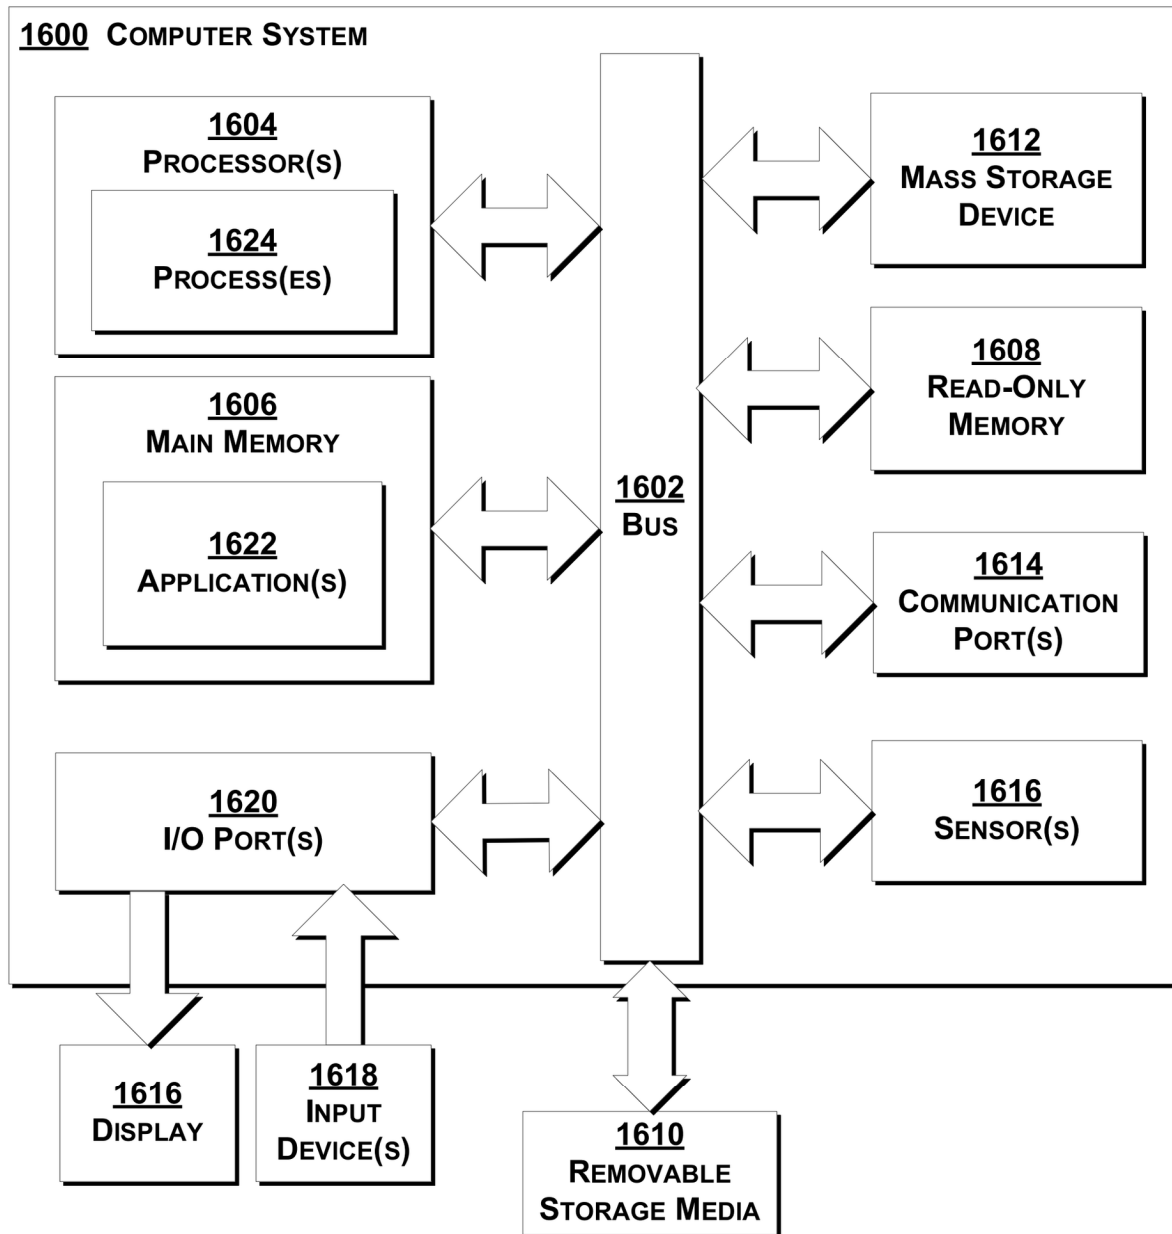 1600 COMPUTER SYSTEM
1604
PROCESSOR(S)
1624
PROCESS(ES)
1606
MAIN MEMORY
1622
APPLICATION(S)
1620
I/O PORT(S)
1602
BUS
1612
MASS STORAGE
DEVICE
1608
READ-ONLY
MEMORY
1614
COMMUNICATION
PORT(S)
1616
SENSOR(S)
1616
DISPLAY
1618
INPUT
DEVICE(S)
1610
REMOVABLE
STORAGE MEDIA